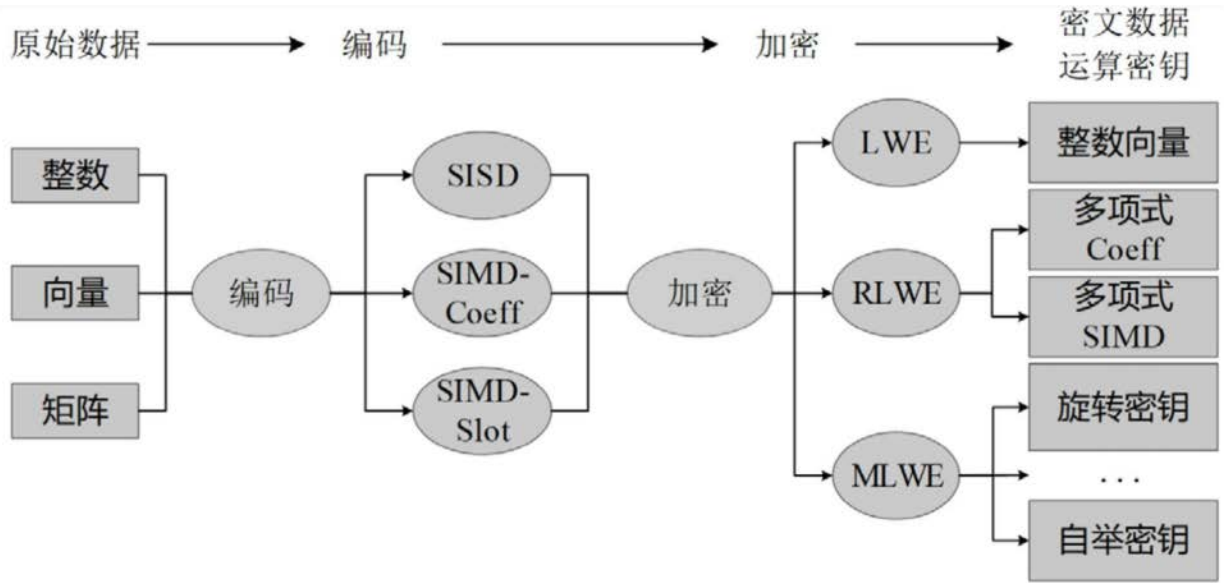 原始数据
编码
加密
密文数据
运算密钥
整数
向量
矩阵
编码
SISD
SIMD-
Coeff
SIMD-
Slot
加密
LWE
RLWE
MLWE
整数向量
多项式
Coeff
多项式
SIMD
旋转密钥
...
自举密钥